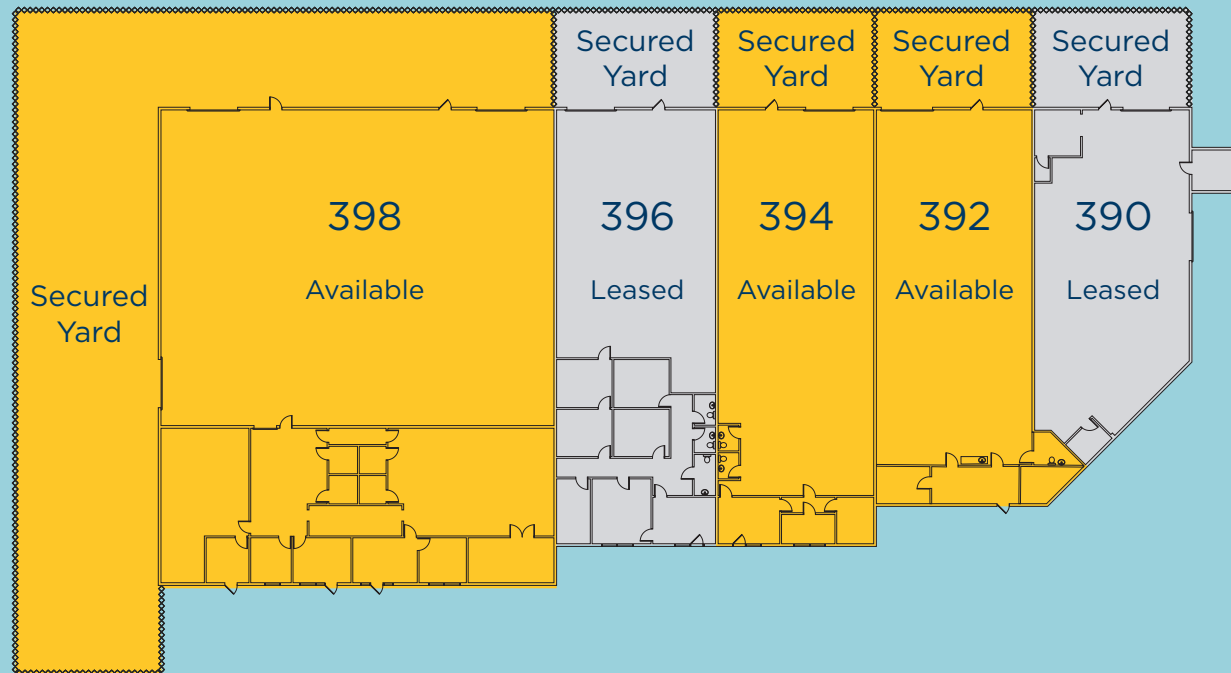 Secured
Yard
Secured
Yard
Secured
Yard
Secured
Yard
398
396
394
392
390
Available
Leased
Available
Available
Leased
Secured
Yard